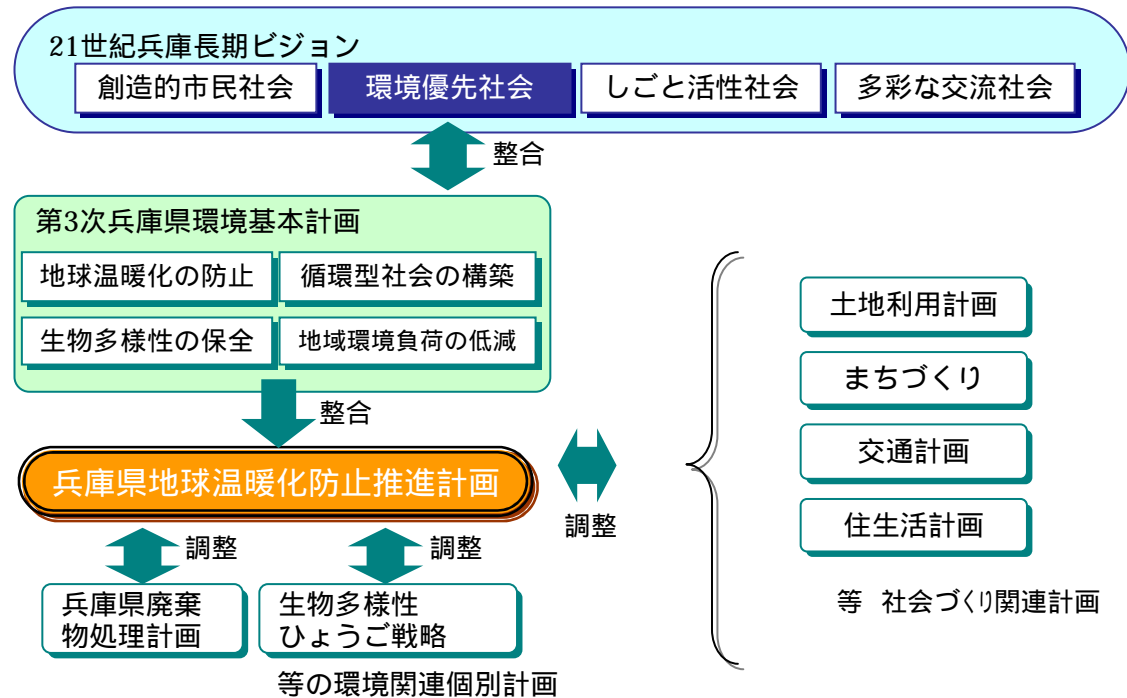 21世紀兵庫長期ビジョン
創造的市民社会
環境優先社会
しごと活性社会
多彩な交流社会
整合
第3次兵庫県環境基本計画
地球温暖化の防止
循環型社会の構築
生物多様性の保全
地域環境負荷の低減
整合
兵庫県地球温暖化防止推進計画
調整
調整
兵庫県廃棄
物処理計画
生物多様性
ひょうご戦略
等の環境関連個別計画
調整
土地利用計画
まちづくり
交通計画
住生活計画
等 社会づくり関連計画